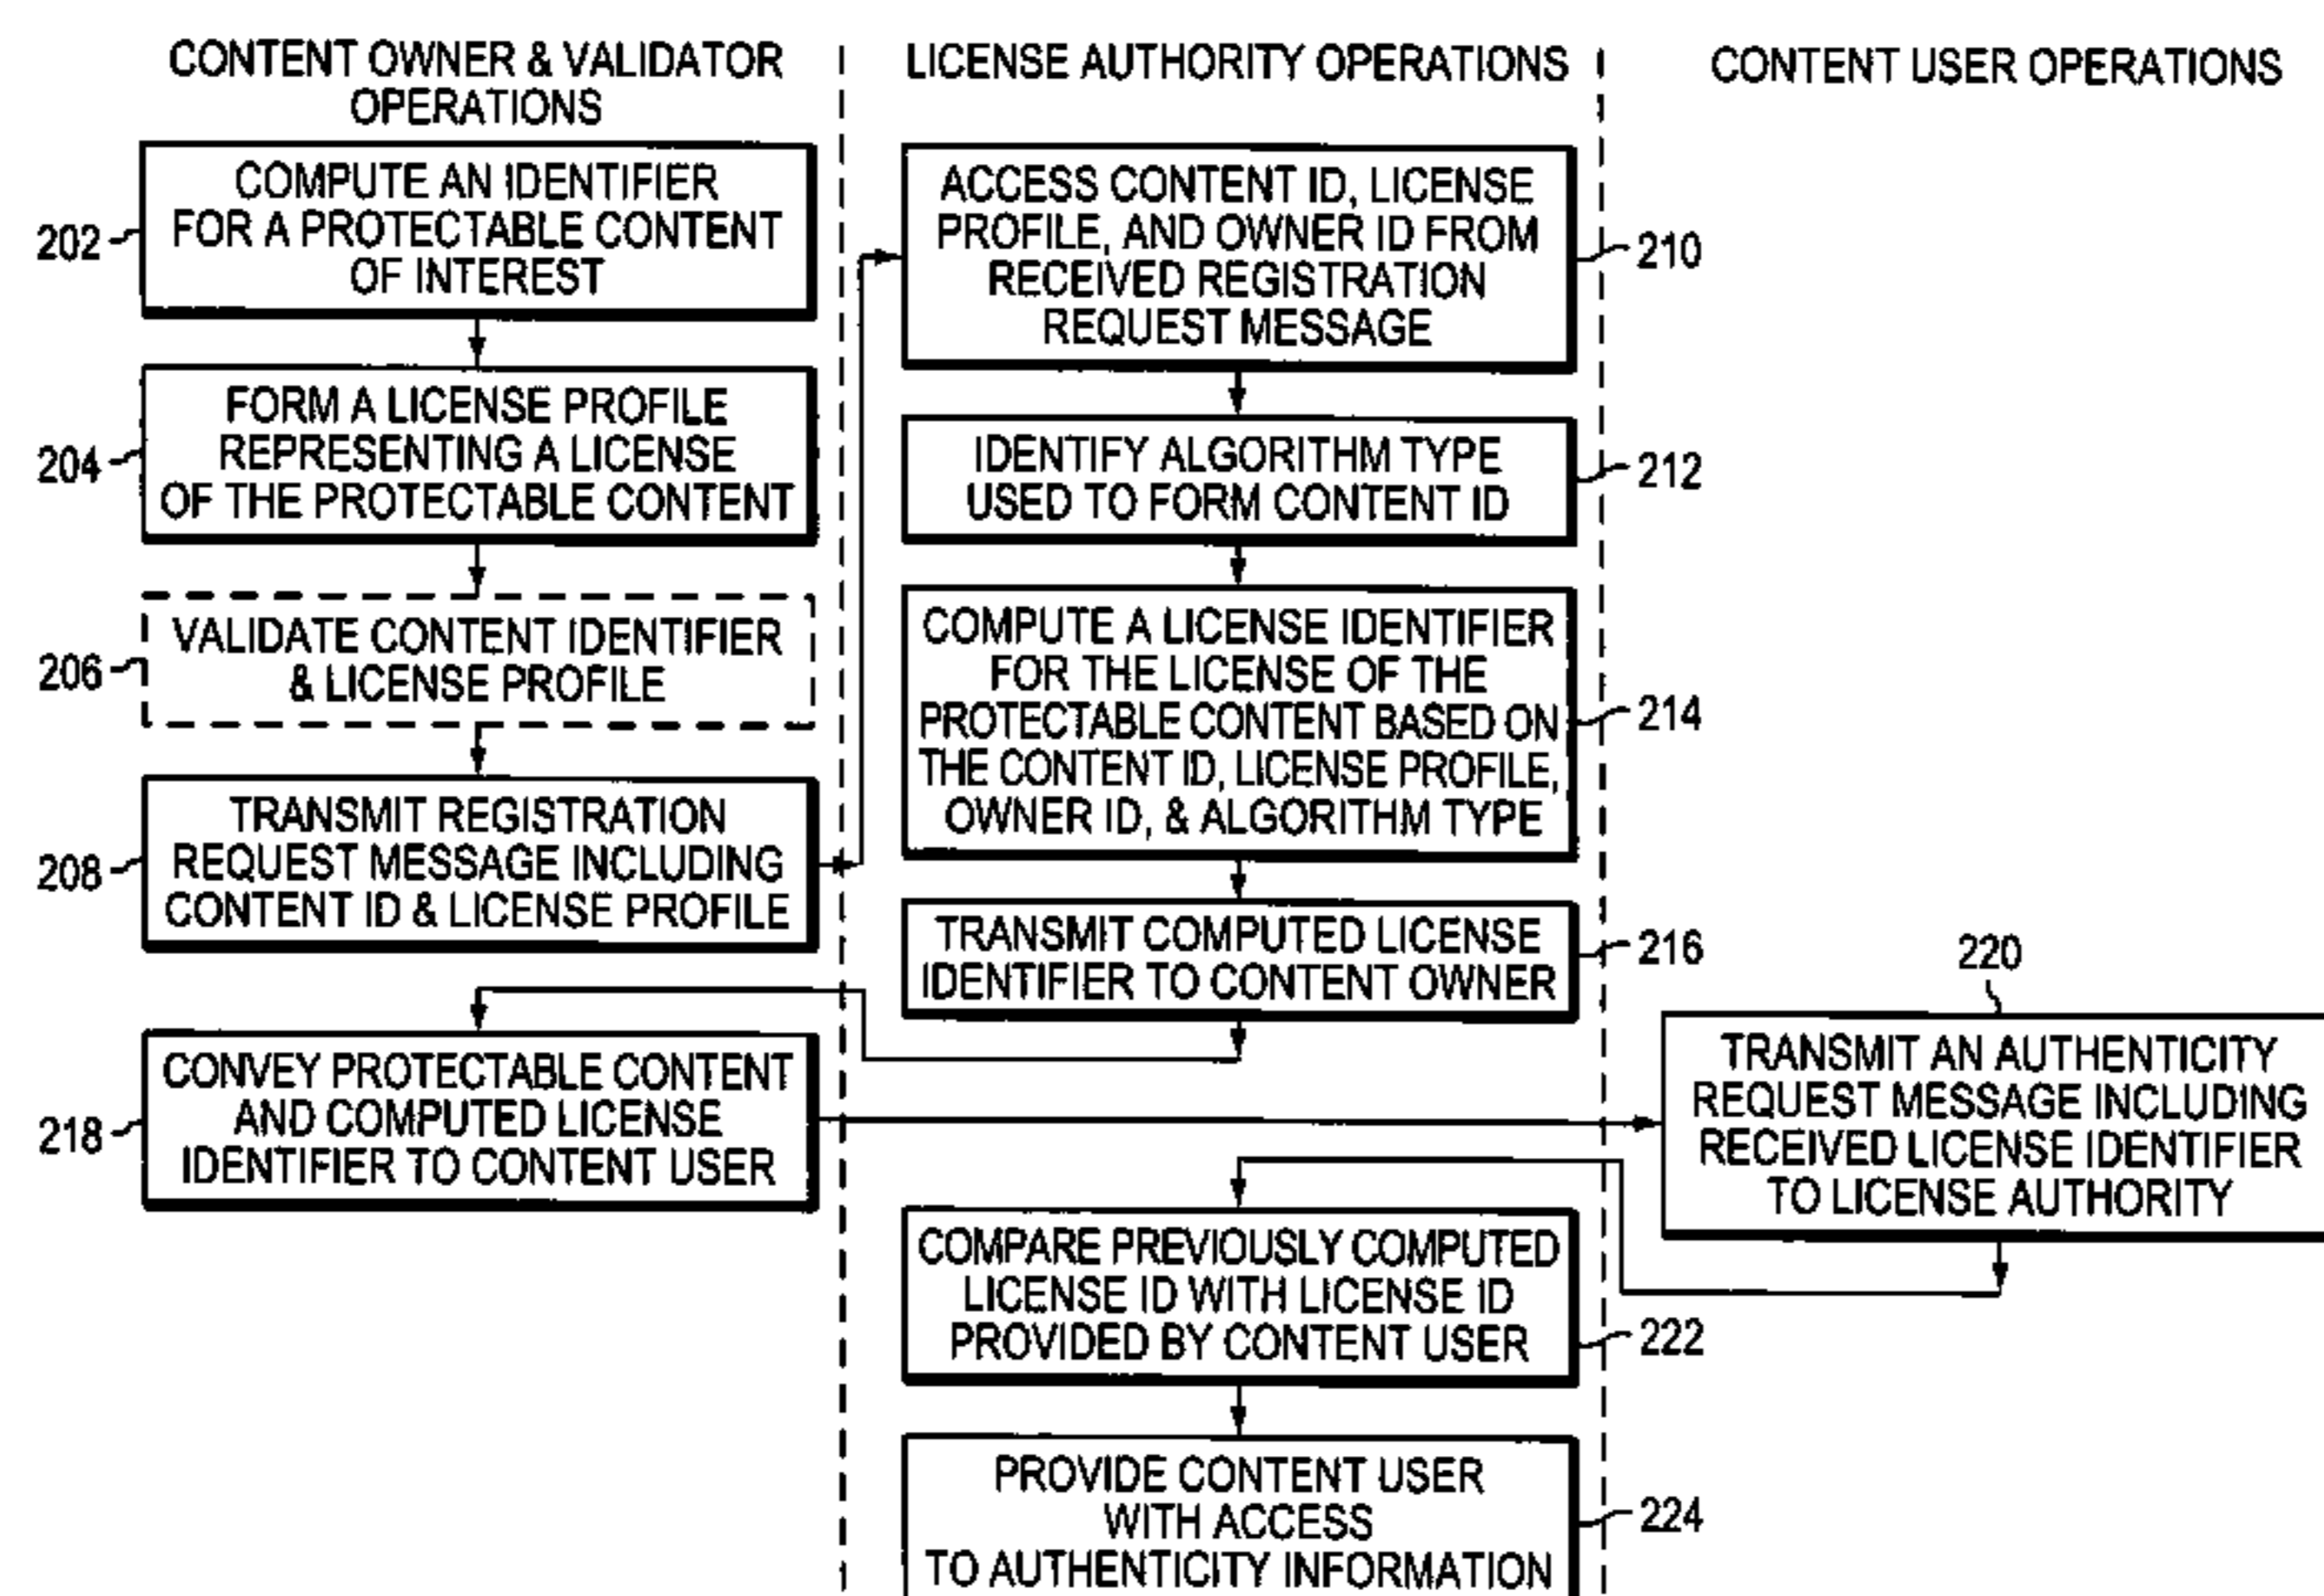 CONTENT OWNER & VALIDATOR
OPERATIONS
LICENSE AUTHORITY OPERATIONS
CONTENT USER OPERATIONS
202
COMPUTE AN IDENTIFIER
FOR A PROTECTABLE CONTENT
OF INTEREST
204
FORM A LICENSE PROFILE
REPRESENTING A LICENSE
OF THE PROTECTABLE CONTENT
206
VALIDATE CONTENT IDENTIFIER
& LICENSE PROFILE
208
TRANSMIT REGISTRATION
REQUEST MESSAGE INCLUDING
CONTENT ID & LICENSE PROFILE
ACCESS CONTENT ID, LICENSE
PROFILE, AND OWNER ID FROM
RECEIVED REGISTRATION
REQUEST MESSAGE
210
IDENTIFY ALGORITHM TYPE
USED TO FORM CONTENT ID
212
COMPUTE A LICENSE IDENTIFIER
FOR THE LICENSE OF THE
PROTECTABLE CONTENT BASED ON
THE CONTENT ID, LICENSE PROFILE,
OWNER ID, & ALGORITHM TYPE
214
TRANSMIT COMPUTED LICENSE
IDENTIFIER TO CONTENT OWNER
216
218
CONVEY PROTECTABLE CONTENT
AND COMPUTED LICENSE
IDENTIFIER TO CONTENT USER
220
TRANSMIT AN AUTHENTICITY
REQUEST MESSAGE INCLUDING
RECEIVED LICENSE IDENTIFIER
TO LICENSE AUTHORITY
COMPARE PREVIOUSLY COMPUTED
LICENSE ID WITH LICENSE ID
PROVIDED BY CONTENT USER
222
PROVIDE CONTENT USER
WITH ACCESS
TO AUTHENTICITY INFORMATION
224